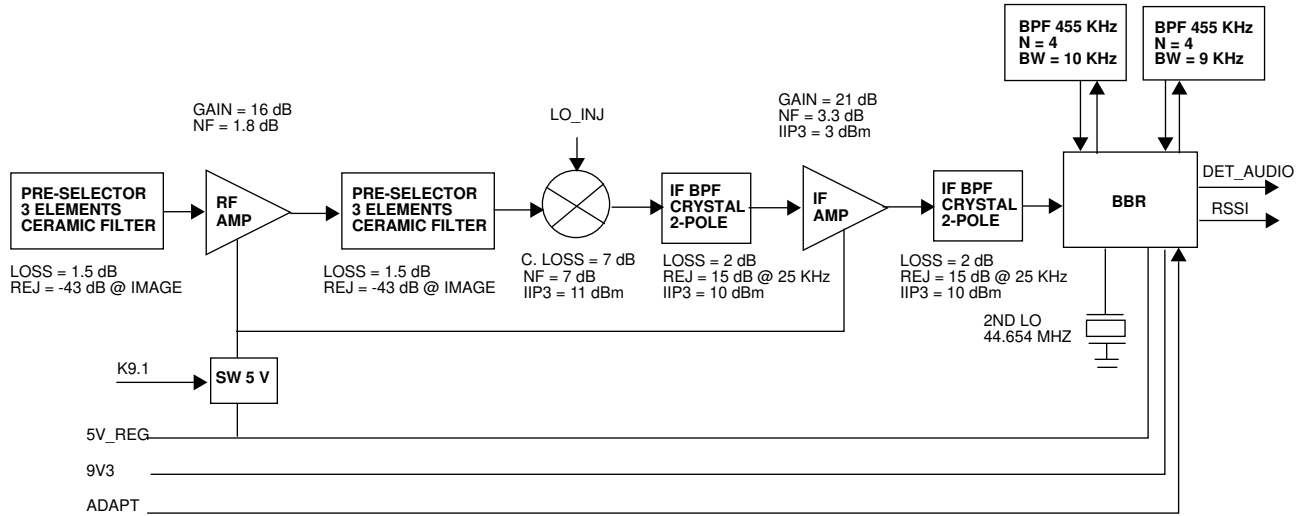 BPF 455 KHz
N = 4
BW = 10 KHz
BPF 455 KHz
N = 4
BW = 9 KHz
GAIN = 16 dB
NF = 1.8 dB
LO_INJ
GAIN = 21 dB
NF = 3.3 dB
IIP3 = 3 dBm
PRE-SELECTOR
3 ELEMENTS
CERAMIC FILTER
RF
AMP
PRE-SELECTOR
3 ELEMENTS
CERAMIC FILTER
IF BPF
CRYSTAL
2-POLE
IF
AMP
IF BPF
CRYSTAL
2-POLE
BBR
DET_AUDIO
RSSI
LOSS = 1.5 dB
REJ = -43 dB @ IMAGE
LOSS = 1.5 dB
REJ = -43 dB @ IMAGE
C. LOSS = 7 dB
NF = 7 dB
IIP3 = 11 dBm
LOSS = 2 dB
REJ = 15 dB @ 25 KHz
IIP3 = 10 dBm
LOSS = 2 dB
REJ = 15 dB @ 25 KHz
IIP3 = 10 dBm
2ND LO
44.654 MHZ
K9.1
SW 5 V
5V_REG
9V3
ADAPT